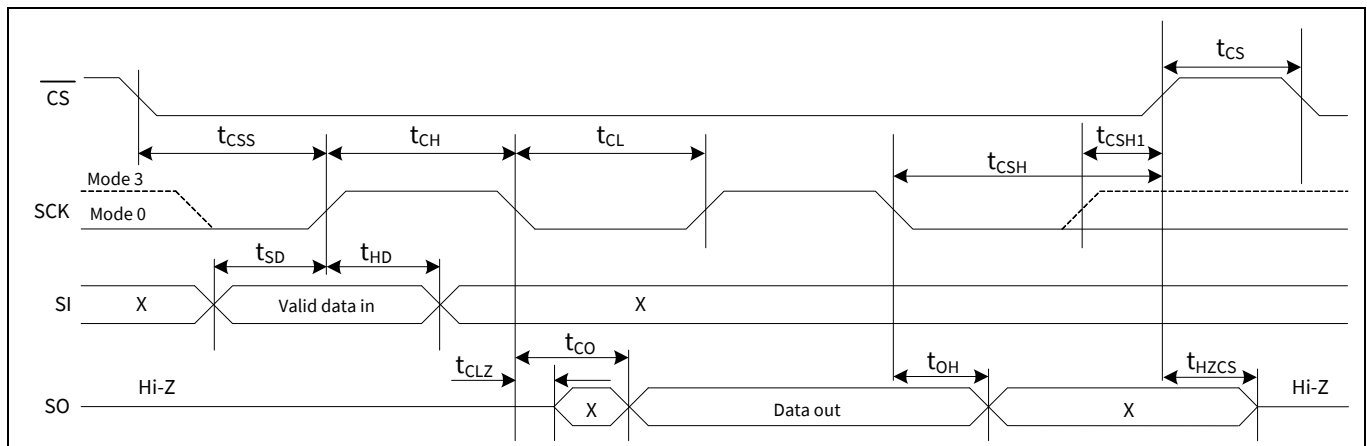 tCS
CS
tCSS
tCH
tCL
tCSH1
tCSH
Mode 3
SCK
Mode 0
tSD
tHD
SI
X
Valid data in
X
tCO
tCLZ
tOH
tHZCS
Hi-Z
Hi-Z
SO
X
Data out
X